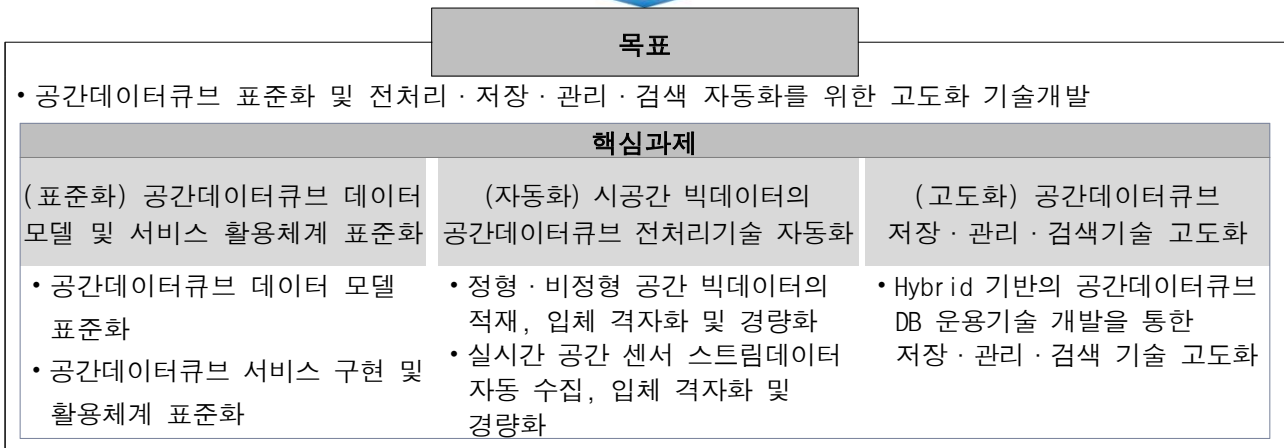 목표
• 공간데이터큐브 표준화 및 전처리·저장·관리·검색 자동화를 위한 고도화 기술개발
핵심과제
(표준화) 공간데이터큐브 데이터
모델 및 서비스 활용체계 표준화
• 공간데이터큐브 데이터 모델
표준화
• 공간데이터큐브 서비스 구현 및
활용체계 표준화
(자동화) 시공간 빅데이터의
공간데이터큐브 전처리기술 자동화
• 정형·비정형 공간 빅데이터의
적재, 입체 격자화 및 경량화
• 실시간 공간 센서 스트림데이터
자동 수집, 입체 격자화 및
경량화
(고도화) 공간데이터큐브
저장·관리·검색기술 고도화
• Hybrid 기반의 공간데이터큐브
DB 운용기술 개발을 통한
저장·관리·검색 기술 고도화